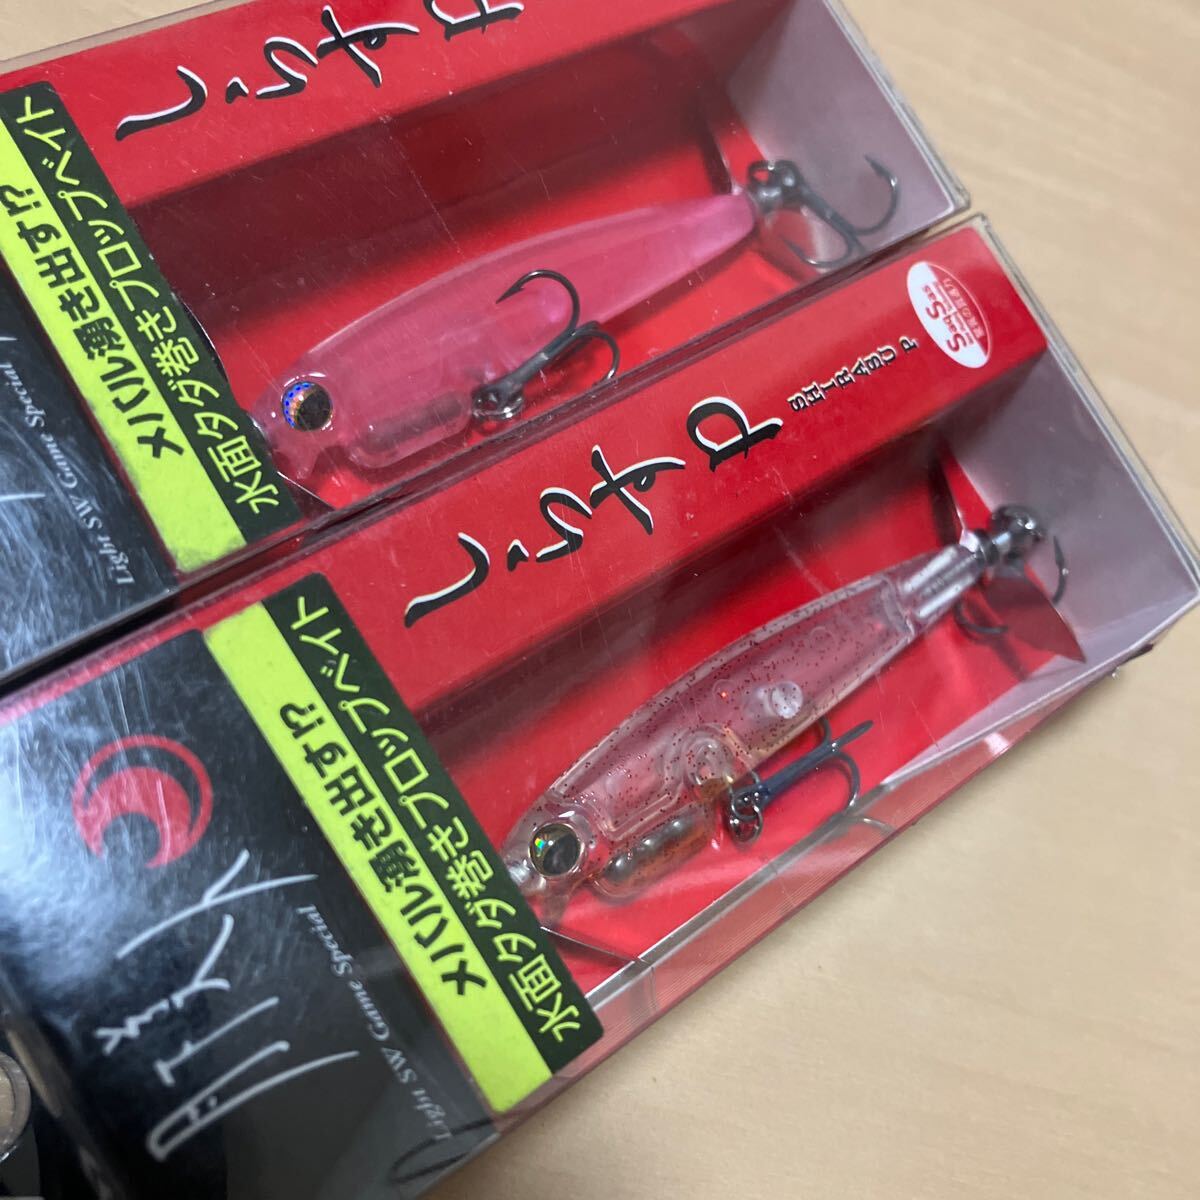 しらすP
メバル湧き出す!?
水面タダ巻きプロップベイト
Light SW Game Special
しらすP
SHIRASU P
メバル湧き出す!?
水面タダ巻きプロップベイト
Light SW Game Special